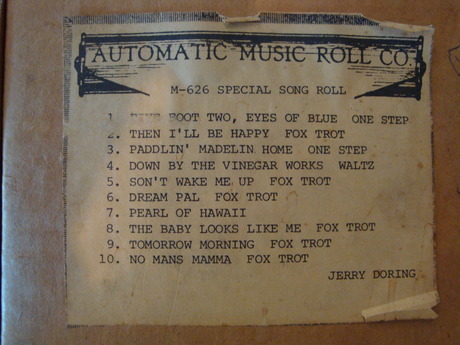 AUTOMATIC MUSIC ROLL CO.
M-626 SPECIAL SONG ROLL
1. FIVE FOOT TWO, EYES OF BLUE ONE STEP
2. THEN I'LL BE HAPPY FOX TROT
3. PADDLIN' MADELIN HOME ONE STEP
4. DOWN BY THE VINEGAR WORKS WALTZ
5. SON'T WAKE ME UP FOX TROT
6. DREAM PAL FOX TROT
7. PEARL OF HAWAII
8. THE BABY LOOKS LIKE ME FOX TROT
9. TOMORROW MORNING FOX TROT
10. NO MANS MAMMA FOX TROT
JERRY DORING